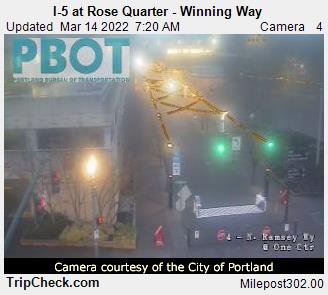 I-5 at Rose Quarter - Winning Way
Updated Mar 14 2022 7:20 AM Camera 4
PBOT
PORTLAND BUREAU OF TRANSPORTATION
4 - N. Ramsey Wy
@ One Ctr
Camera courtesy of the City of Portland
TripCheck.com Milepost302.00